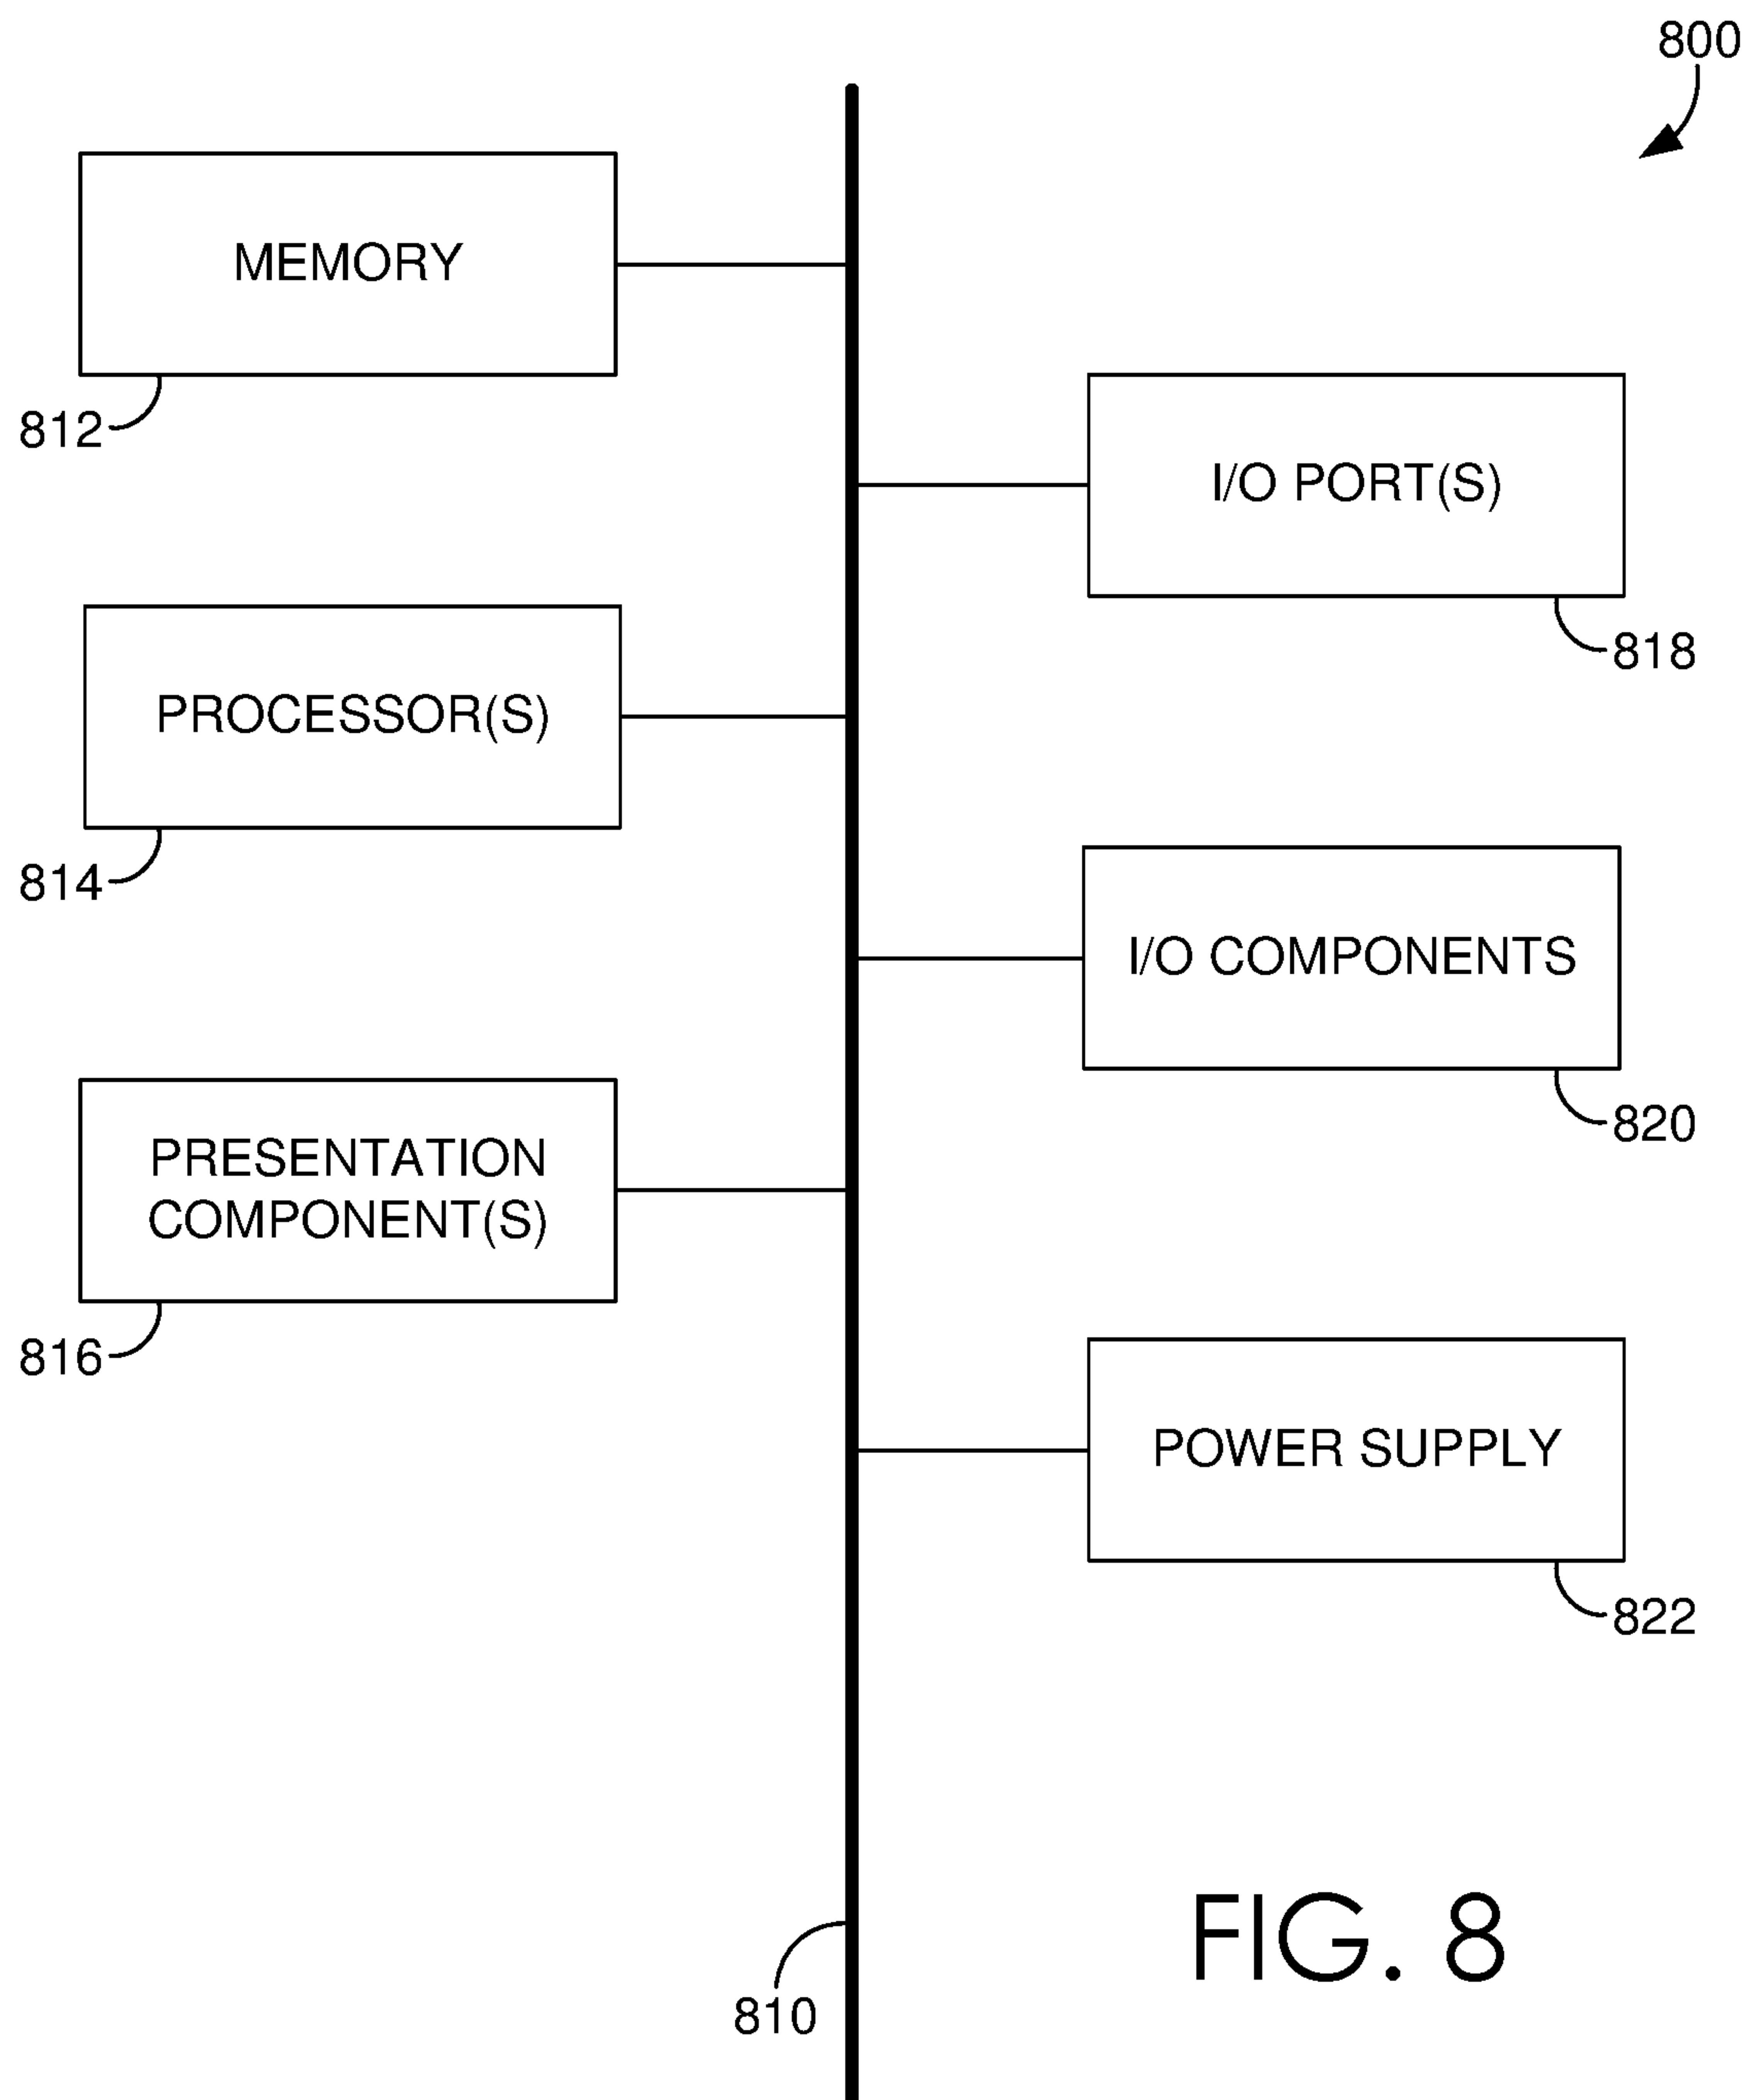 800
MEMORY
812
I/O PORT(S)
818
PROCESSOR(S)
814
I/O COMPONENTS
820
PRESENTATION
COMPONENT(S)
816
POWER SUPPLY
822
810
FIG. 8